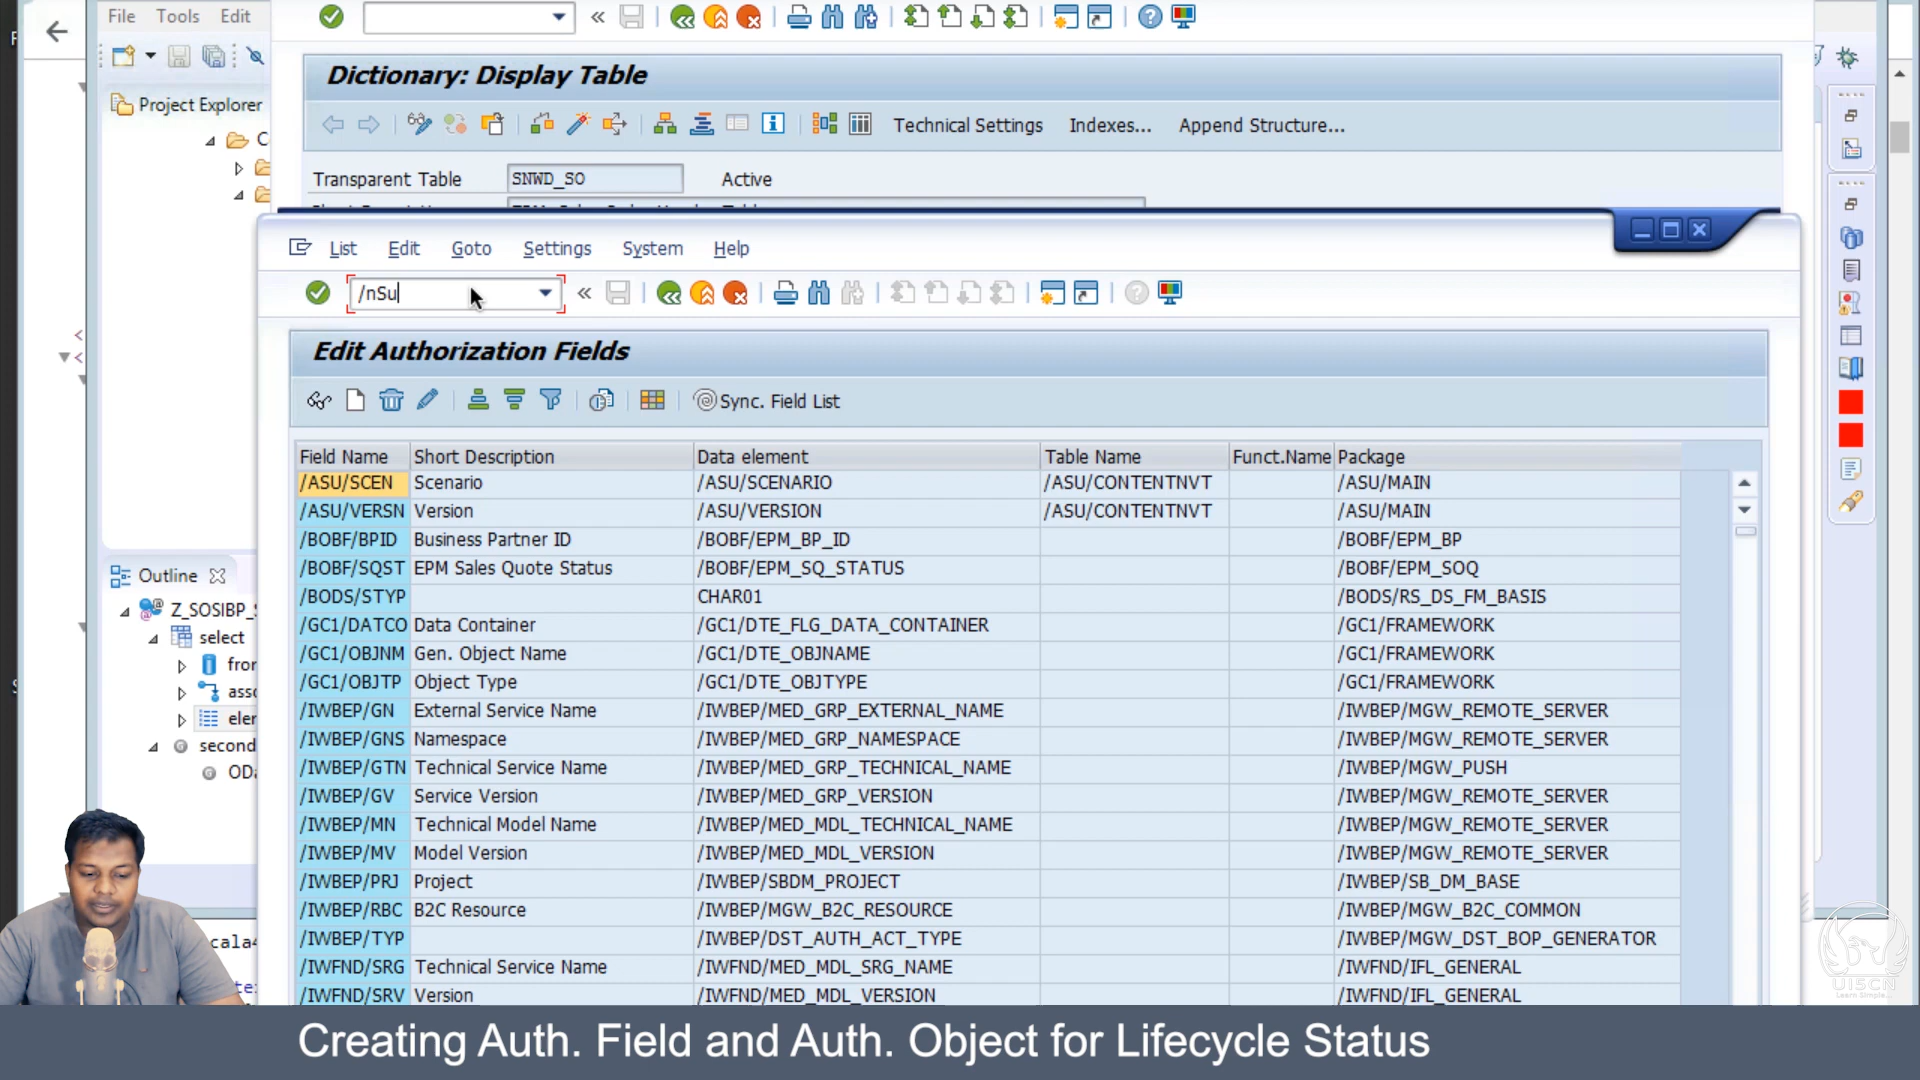 File Tools Edit
Project Explorer
Dictionary: Display Table
Technical Settings Indexes... Append Structure...
Transparent Table SNWD_SO Active
List Edit Goto Settings System Help
/nSu
Edit Authorization Fields
Sync. Field List
Field Name Short Description Data element Table Name Funct.Name Package
/ASU/SCEN Scenario /ASU/SCENARIO /ASU/CONTENTNVT /ASU/MAIN
/ASU/VERSN Version /ASU/VERSION /ASU/CONTENTNVT /ASU/MAIN
/BOBF/BPID Business Partner ID /BOBF/EPM_BP_ID /BOBF/EPM_BP
/BOBF/SQST EPM Sales Quote Status /BOBF/EPM_SQ_STATUS /BOBF/EPM_SOQ
/BODS/STYP CHAR01 /BODS/RS_DS_FM_BASIS
/GC1/DATCO Data Container /GC1/DTE_FLG_DATA_CONTAINER /GC1/FRAMEWORK
/GC1/OBJNM Gen. Object Name /GC1/DTE_OBJNAME /GC1/FRAMEWORK
/GC1/OBJTP Object Type /GC1/DTE_OBJTYPE /GC1/FRAMEWORK
/IWBEP/GN External Service Name /IWBEP/MED_GRP_EXTERNAL_NAME /IWBEP/MGW_REMOTE_SERVER
/IWBEP/GNS Namespace /IWBEP/MED_GRP_NAMESPACE /IWBEP/MGW_REMOTE_SERVER
/IWBEP/GTN Technical Service Name /IWBEP/MED_GRP_TECHNICAL_NAME /IWBEP/MGW_PUSH
/IWBEP/GV Service Version /IWBEP/MED_GRP_VERSION /IWBEP/MGW_REMOTE_SERVER
/IWBEP/MN Technical Model Name /IWBEP/MED_MDL_TECHNICAL_NAME /IWBEP/MGW_REMOTE_SERVER
/IWBEP/MV Model Version /IWBEP/MED_MDL_VERSION /IWBEP/MGW_REMOTE_SERVER
/IWBEP/PRJ Project /IWBEP/SBDM_PROJECT /IWBEP/SB_DM_BASE
/IWBEP/RBC B2C Resource /IWBEP/MGW_B2C_RESOURCE /IWBEP/MGW_B2C_COMMON
/IWBEP/TYP /IWBEP/DST_AUTH_ACT_TYPE /IWBEP/MGW_DST_BOP_GENERATOR
/IWFND/SRG Technical Service Name /IWFND/MED_MDL_SRG_NAME /IWFND/IFL_GENERAL
/IWFND/SRV Version /IWFND/MED_MDL_VERSION /IWFND/IFL_GENERAL
Outline
Z_SOSIBP_
select
second
UISCN
Learn Simple...
Creating Auth. Field and Auth. Object for Lifecycle Status